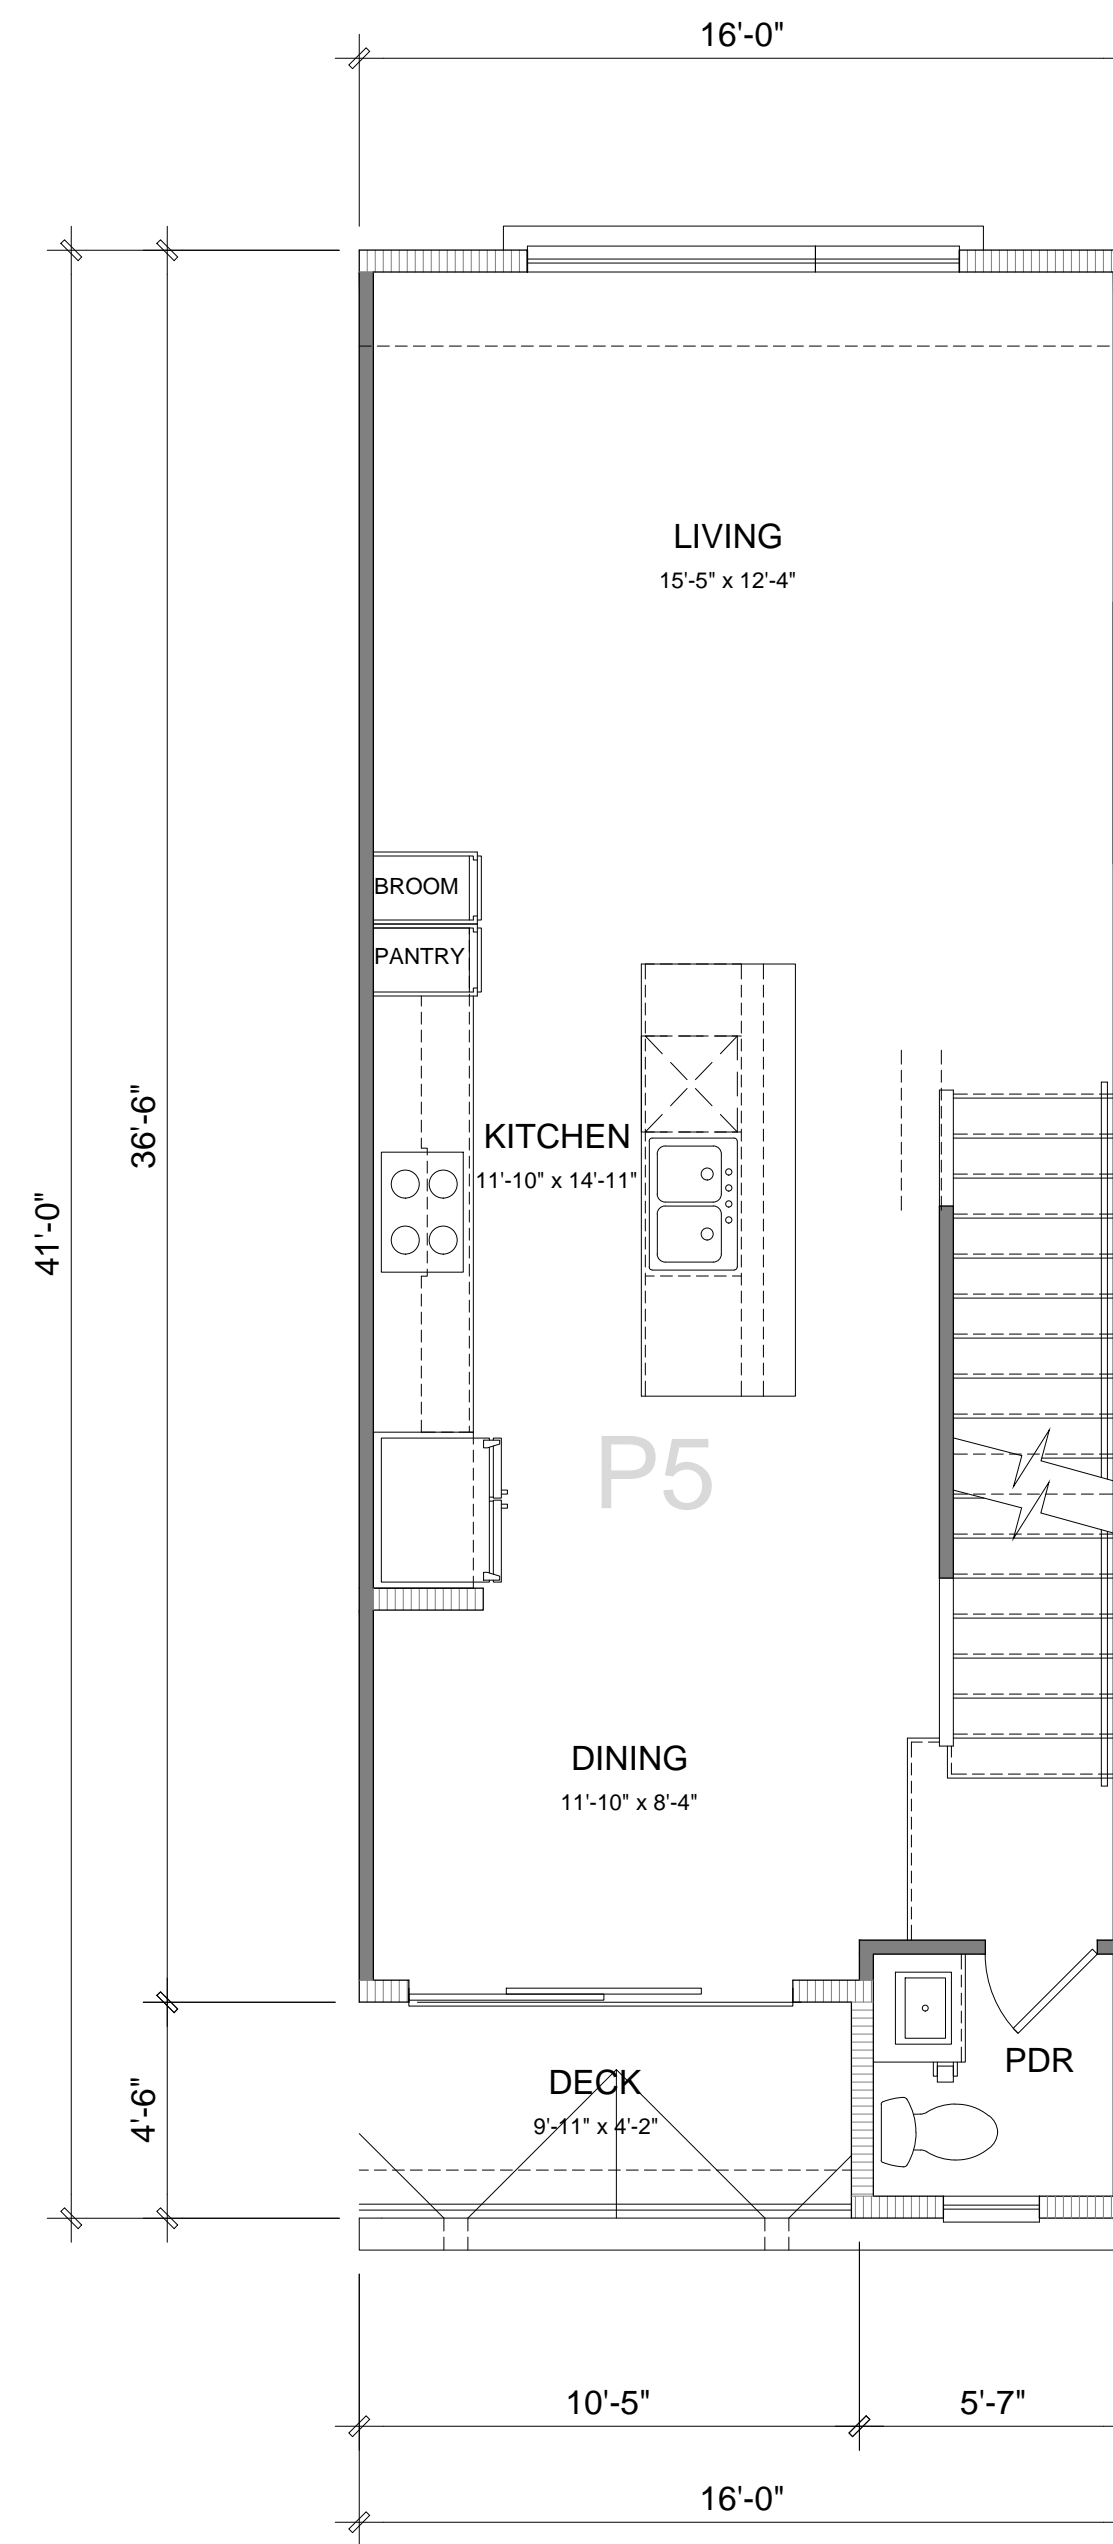 16'-0"
LIVING
15'-5" x 12'-4"
BROOM
PANTRY
36'-6"
KITCHEN
11'-10" x 14'-11"
41'-0"
P5
DINING
11'-10" x 8'-4"
PDR
DECK
9'-11" x 4'-2"
4'-6"
10'-5"
5'-7"
16'-0"